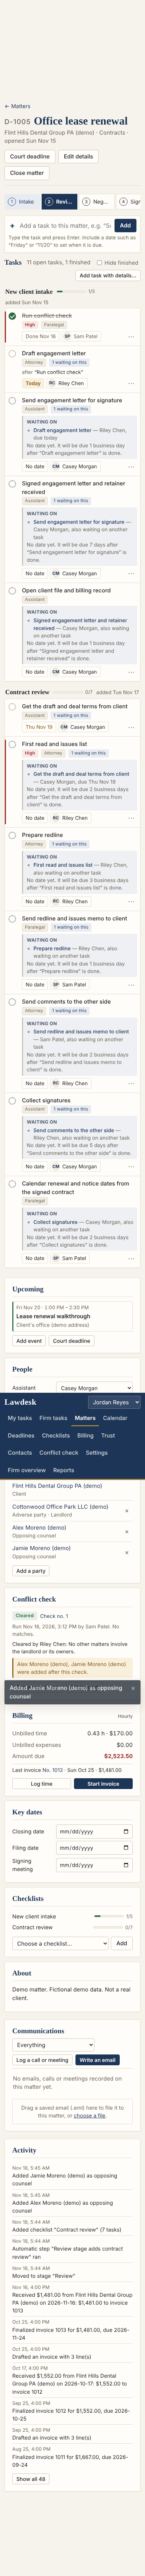 ← Matters
D-1005 Office lease renewal
Flint Hills Dental Group PA (demo) · Contracts ·
opened Sun Nov 15
Court deadline
Edit details
Close matter
1 Intake
2 Revi...
3 Neg...
4 Sign
+ Add a task to this matter, e.g. "S
Add
Type the task and press Enter. Include a date such as
"Friday" or "11/20" to set when it is due.
Tasks 11 open tasks, 1 finished
Hide finished
Add task with details...
New client intake 1/5
added Sun Nov 15
Run conflict check
High Paralegal 1 waiting on this
Done Nov 16 SP Sam Patel ...
Draft engagement letter
Attorney 1 waiting on this
after "Run conflict check"
Today RC Riley Chen ...
Send engagement letter for signature
Assistant 1 waiting on this
WAITING ON
Draft engagement letter — Riley Chen,
due today
No date yet. It will be due 1 business day
after "Draft engagement letter" is done.
No date CM Casey Morgan ...
Signed engagement letter and retainer
received
Assistant 1 waiting on this
WAITING ON
Send engagement letter for signature —
Casey Morgan, also waiting on another
task
No date yet. It will be due 7 days after
"Send engagement letter for signature" is
done.
No date CM Casey Morgan ...
Open client file and billing record
Assistant
WAITING ON
Signed engagement letter and retainer
received — Casey Morgan, also waiting
on another task
No date yet. It will be due 1 business day
after "Signed engagement letter and
retainer received" is done.
No date CM Casey Morgan ...
Contract review 0/7 added Tue Nov 17
Get the draft and deal terms from client
Assistant 1 waiting on this
Thu Nov 19 CM Casey Morgan ...
First read and issues list
High Attorney 1 waiting on this
WAITING ON
Get the draft and deal terms from client
— Casey Morgan, due Thu Nov 19
No date yet. It will be due 2 business days
after "Get the draft and deal terms from
client" is done.
No date RC Riley Chen ...
Prepare redline
Attorney 1 waiting on this
WAITING ON
First read and issues list — Riley Chen,
also waiting on another task
No date yet. It will be due 3 business days
after "First read and issues list" is done.
No date RC Riley Chen ...
Send redline and issues memo to client
Paralegal 1 waiting on this
WAITING ON
Prepare redline — Riley Chen, also
waiting on another task
No date yet. It will be due 1 business day
after "Prepare redline" is done.
No date SP Sam Patel ...
Send comments to the other side
Attorney 1 waiting on this
WAITING ON
Send redline and issues memo to client
— Sam Patel, also waiting on another
task
No date yet. It will be due 2 business days
after "Send redline and issues memo to
client" is done.
No date RC Riley Chen ...
Collect signatures
Assistant 1 waiting on this
WAITING ON
Send comments to the other side —
Riley Chen, also waiting on another task
No date yet. It will be due 5 days after
"Send comments to the other side" is done.
No date CM Casey Morgan ...
Calendar renewal and notice dates from
the signed contract
Paralegal
WAITING ON
Collect signatures — Casey Morgan, also
waiting on another task
No date yet. It will be due 2 business days
after "Collect signatures" is done.
No date SP Sam Patel ...
Upcoming
Fri Nov 20 · 1:00 PM – 2:30 PM
Lease renewal walkthrough
Client's office (demo address)
Add event
Court deadline
People
Assistant Casey Morgan
Lawdesk
Jordan Reyes
My tasks Firm tasks Matters Calendar
Deadlines Checklists Billing Trust
Contacts Conflict check Settings
Firm overview Reports
Flint Hills Dental Group PA (demo)
Client
Cottonwood Office Park LLC (demo)
Adverse party · Landlord
×
Alex Moreno (demo)
Opposing counsel
×
Jamie Moreno (demo)
Opposing counsel
×
Add a party
Conflict check
Cleared Check no. 1
Run Nov 16, 2026, 3:12 PM by Sam Patel. No
matches.
Cleared by Riley Chen: No other matters involve
the landlord or its owners.
Alex Moreno (demo), Jamie Moreno (demo)
were added after this check.
Added Jamie Moreno (demo) as opposing
counsel
×
Billing Hourly
Unbilled time 0.43 h · $170.00
Unbilled expenses $0.00
Amount due $2,523.50
Last invoice No. 1013 · Sun Oct 25 · $1,481.00
Log time
Start invoice
Key dates
Closing date mm/dd/yyyy
Filing date mm/dd/yyyy
Signing
meeting
mm/dd/yyyy
Checklists
New client intake 1/5
Contract review 0/7
Choose a checklist...
Add
About
Demo matter. Fictional demo data. Not a real
client.
Communications
Everything
Log a call or meeting
Write an email
No emails, calls or meetings recorded on
this matter yet.
Drag a saved email (.eml) here to file it to
this matter, or choose a file.
Activity
Nov 18, 5:45 AM
Added Jamie Moreno (demo) as opposing
counsel
Nov 18, 5:45 AM
Added Alex Moreno (demo) as opposing
counsel
Nov 18, 5:44 AM
Added checklist "Contract review" (7 tasks)
Nov 18, 5:44 AM
Automatic step "Review stage adds contract
review" ran
Nov 18, 5:44 AM
Moved to stage "Review"
Nov 16, 4:00 PM
Received $1,481.00 from Flint Hills Dental Group
PA (demo) on 2026-11-16: $1,481.00 to invoice
1013
Oct 25, 4:00 PM
Finalized invoice 1013 for $1,481.00, due 2026-
11-24
Oct 25, 4:00 PM
Drafted an invoice with 3 line(s)
Oct 17, 4:00 PM
Received $1,552.00 from Flint Hills Dental
Group PA (demo) on 2026-10-17: $1,552.00 to
invoice 1012
Sep 25, 4:00 PM
Finalized invoice 1012 for $1,552.00, due 2026-
10-25
Sep 25, 4:00 PM
Drafted an invoice with 3 line(s)
Aug 25, 4:00 PM
Finalized invoice 1011 for $1,667.00, due 2026-
09-24
Show all 48